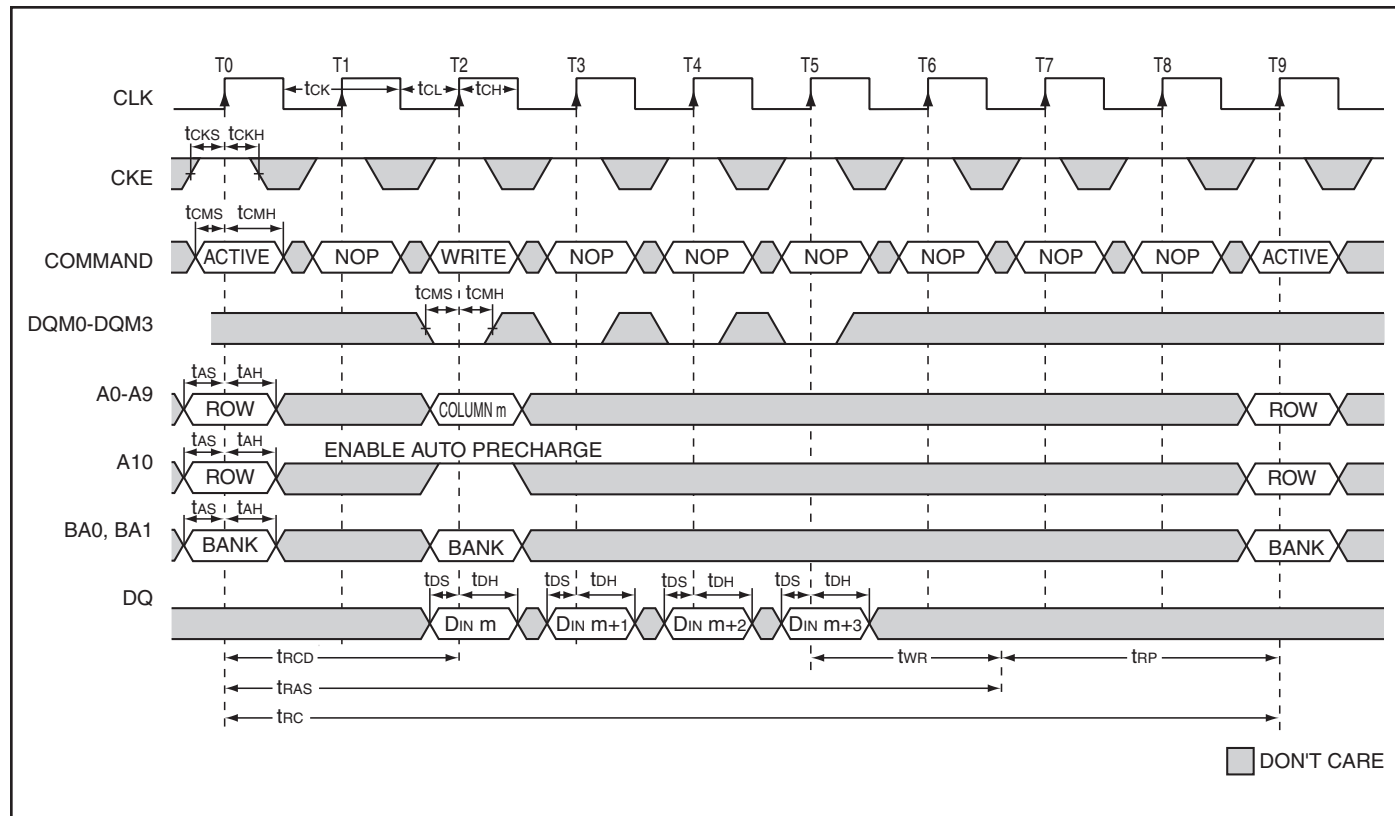 T0 T1 T2 T3 T4 T5 T6 T7 T8 T9
CLK
tCK tCL tCH
tCKS tCKH
CKE
tCMS tCMH
COMMAND
ACTIVE NOP WRITE NOP NOP NOP NOP NOP NOP ACTIVE
tCMS tCMH
DQM0-DQM3
tAS tAH
A0-A9
ROW COLUMN m ROW
tAS tAH
ENABLE AUTO PRECHARGE
A10
ROW ROW
tAS tAH
BA0, BA1
BANK BANK BANK
tDS tDH tDS tDH tDS tDH tDS tDH
DQ
DIN m DIN m+1 DIN m+2 DIN m+3
tRCD tWR tRP
tRAS
tRC
DON'T CARE